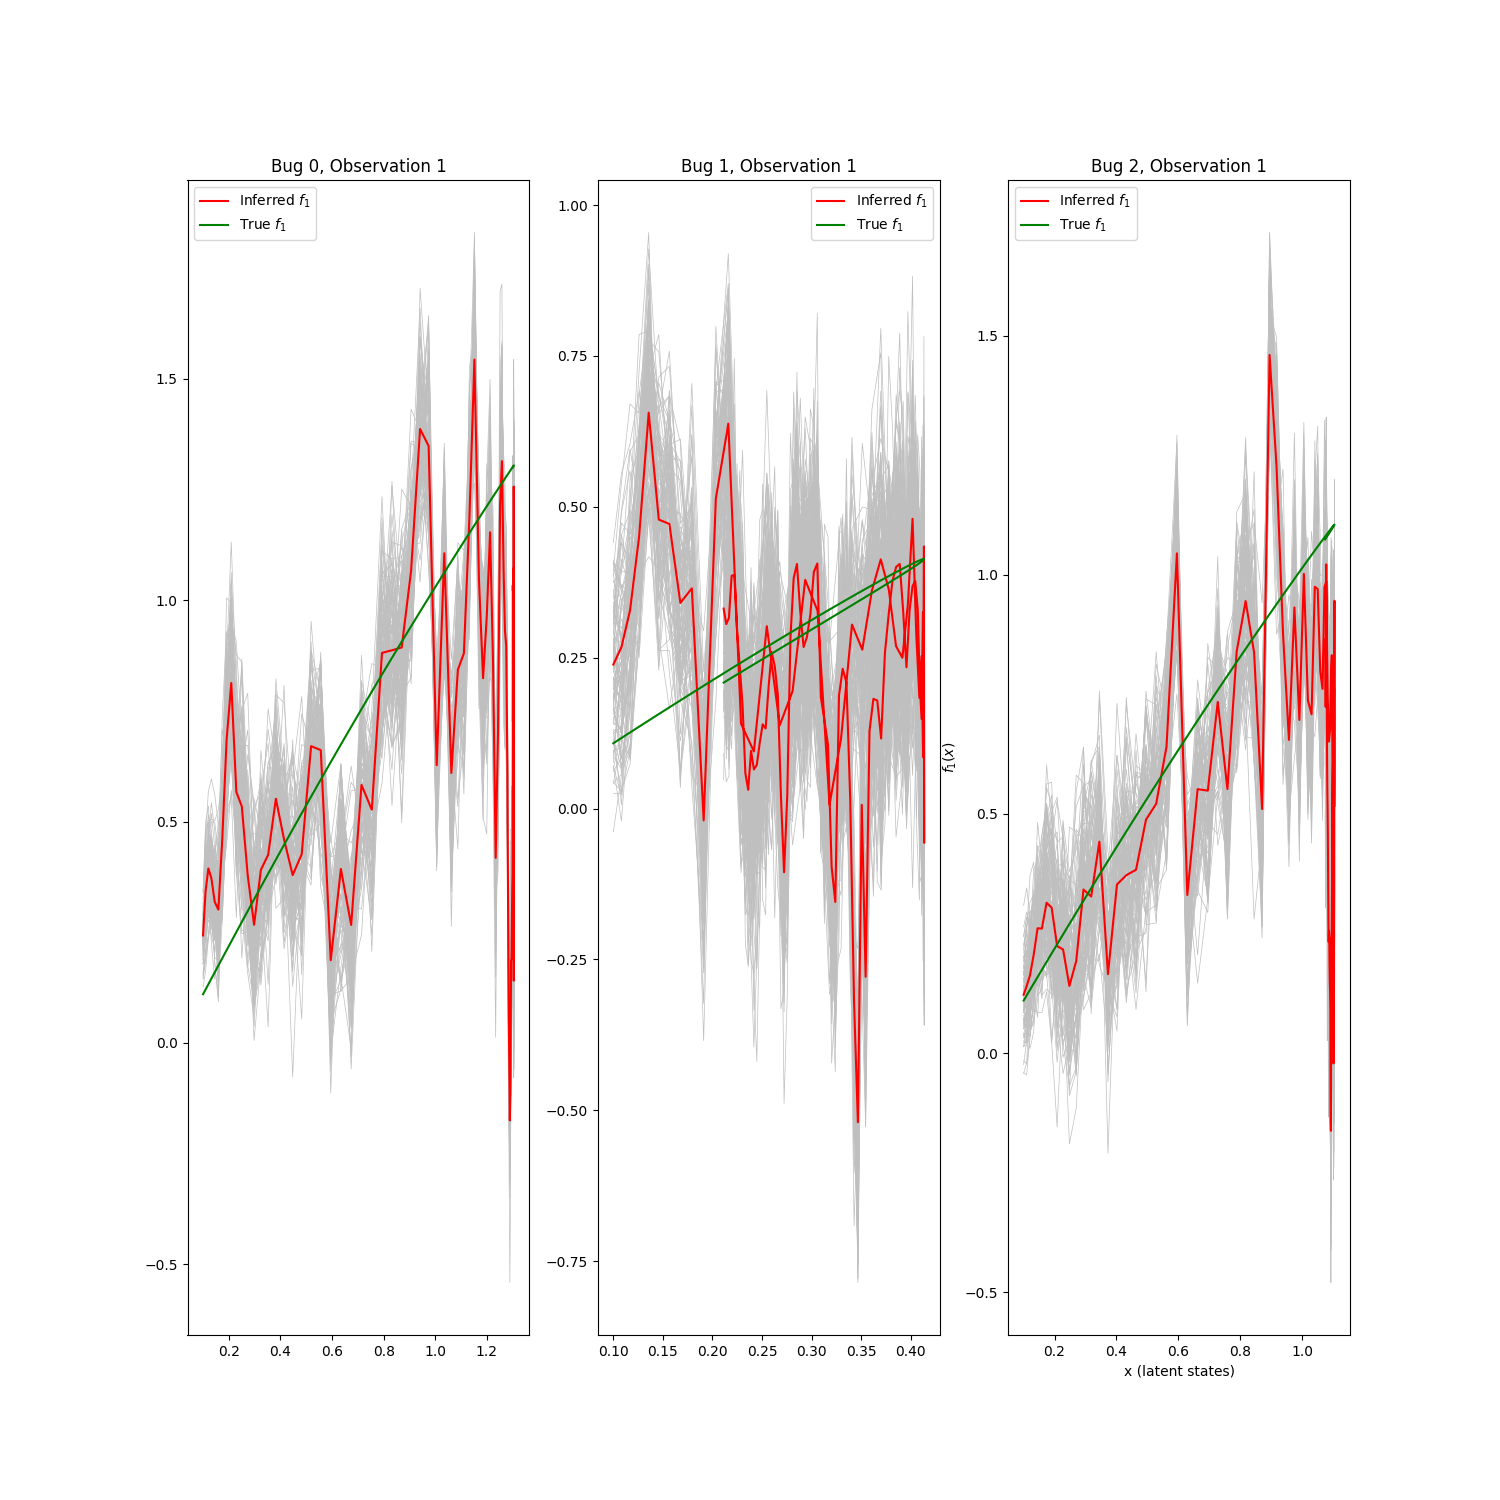 Bug 0, Observation 1
Inferred f₁
True f₁
1.5
1.0
0.5
0.0
−0.5
0.2 0.4 0.6 0.8 1.0 1.2
Bug 1, Observation 1
Inferred f₁
True f₁
1.00
0.75
0.50
0.25
0.00
−0.25
−0.50
−0.75
0.10 0.15 0.20 0.25 0.30 0.35 0.40
Bug 2, Observation 1
Inferred f₁
True f₁
f₁(x)
1.5
1.0
0.5
0.0
−0.5
0.2 0.4 0.6 0.8 1.0
x (latent states)